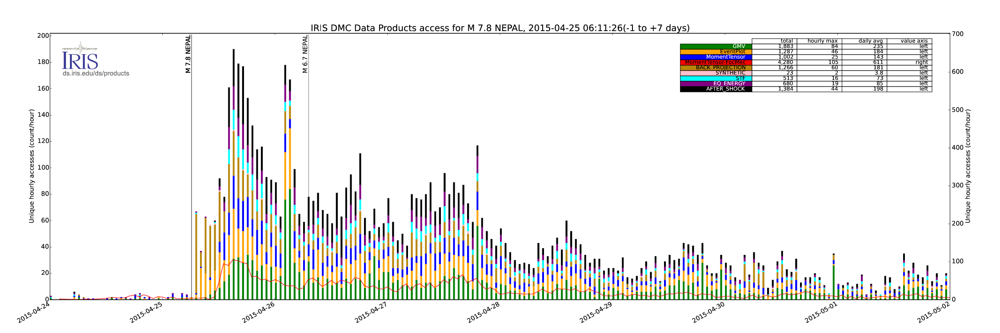 IRIS DMC Data Products access for M 7.8 NEPAL, 2015-04-25 06:11:26(-1 to +7 days)
IRIS
ds.iris.edu/ds/products
M 7.8 NEPAL
M 6.7 NEPAL
total hourly max daily avg value axis
GMV 1,883 84 235 left
EventPlot 1,287 46 184 left
MomentTensor 1,002 25 143 left
MomentTensor-FocMec 4,280 105 611 right
BACK_PROJECTION 1,266 60 181 left
SYNTHETIC 23 2 3.8 left
STF 513 16 73 left
EQ_ENERGY 680 19 85 left
AFTER_SHOCK 1,384 44 198 left
Unique hourly accesses (count/hour)
200
180
160
140
120
100
80
60
40
20
0
700
600
500
400
300
200
100
0
Unique hourly accesses (count/hour)
2015-04-24
2015-04-25
2015-04-26
2015-04-27
2015-04-28
2015-04-29
2015-04-30
2015-05-01
2015-05-02